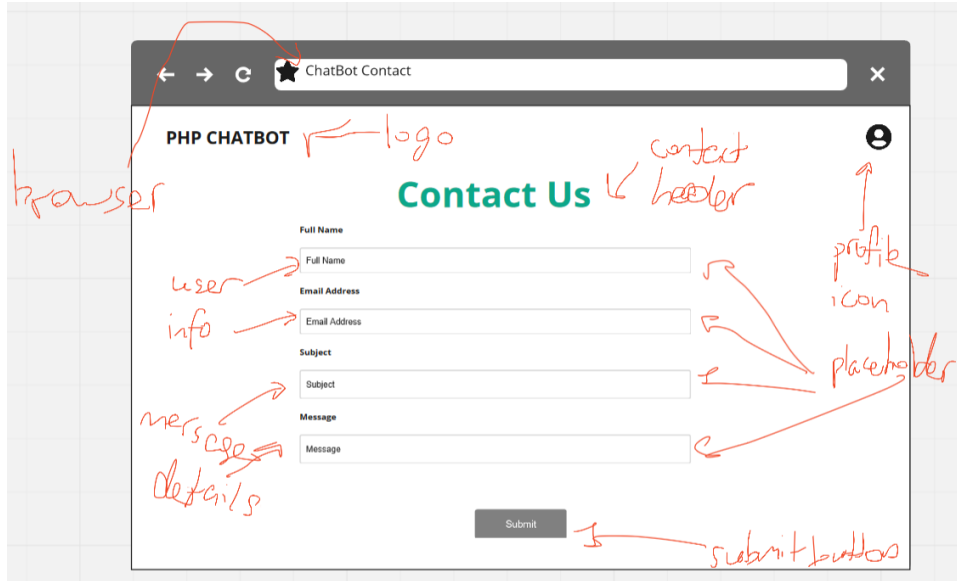 ChatBot Contact
PHP CHATBOT
logo
browser
contact
header
Contact Us
profile
icon
Full Name
Full Name
user
info
Email Address
Email Address
placeholder
Subject
Subject
message
details
Message
Message
Submit
submit button